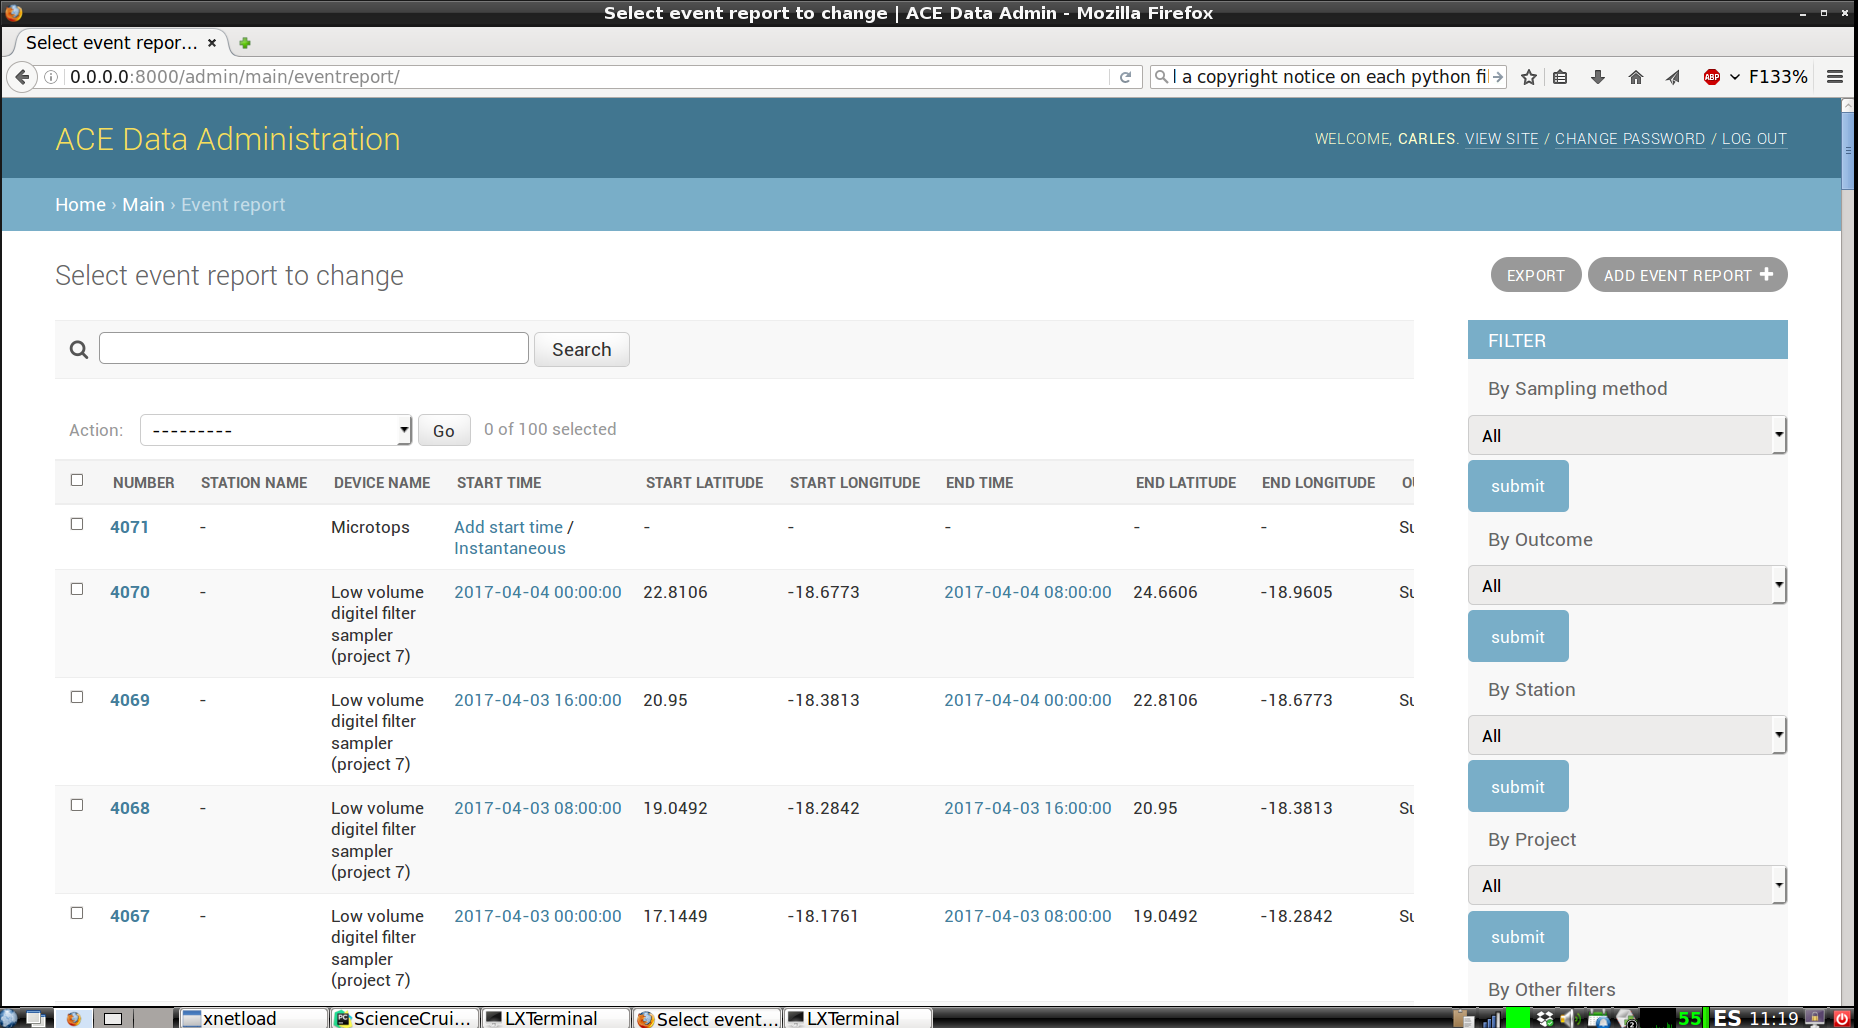 Select event report to change | ACE Data Admin - Mozilla Firefox
Select event repor... ×
0.0.0.0:8000/admin/main/eventreport/
l a copyright notice on each python fil
ABP
F133%
ACE Data Administration
WELCOME, CARLES. VIEW SITE / CHANGE PASSWORD / LOG OUT
Home › Main › Event report
Select event report to change
EXPORT
ADD EVENT REPORT +
Search
Action: ---------
Go
0 of 100 selected
NUMBER STATION NAME DEVICE NAME START TIME START LATITUDE START LONGITUDE END TIME END LATITUDE END LONGITUDE
4071 - Microtops Add start time / - - - - - Su
Instantaneous
4070 - Low volume 2017-04-04 00:00:00 22.8106 -18.6773 2017-04-04 08:00:00 24.6606 -18.9605 Su
digitel filter
sampler
(project 7)
4069 - Low volume 2017-04-03 16:00:00 20.95 -18.3813 2017-04-04 00:00:00 22.8106 -18.6773 Su
digitel filter
sampler
(project 7)
4068 - Low volume 2017-04-03 08:00:00 19.0492 -18.2842 2017-04-03 16:00:00 20.95 -18.3813 Su
digitel filter
sampler
(project 7)
4067 - Low volume 2017-04-03 00:00:00 17.1449 -18.1761 2017-04-03 08:00:00 19.0492 -18.2842 Su
digitel filter
sampler
(project 7)
FILTER
By Sampling method
All
submit
By Outcome
All
submit
By Station
All
submit
By Project
All
submit
By Other filters
xnetload
ScienceCrui...
LXTerminal
Select event...
LXTerminal
55
ES 11:19